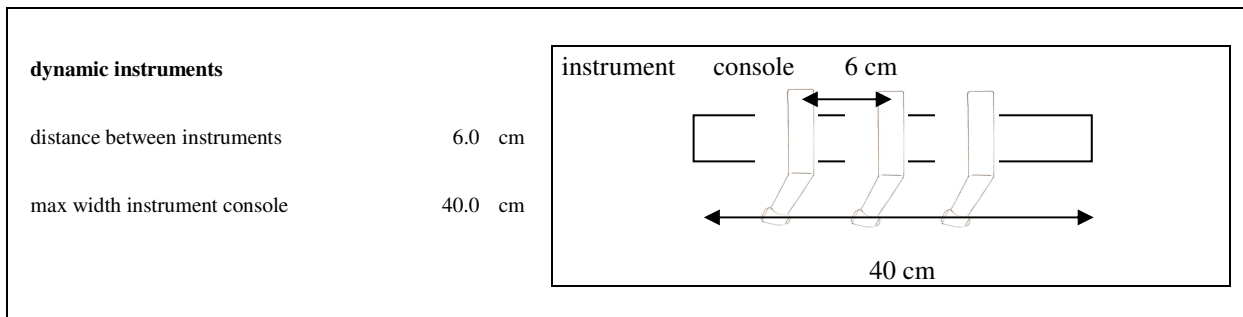 dynamic instruments
distance between instruments 6.0 cm
max width instrument console 40.0 cm
instrument console 6 cm
40 cm